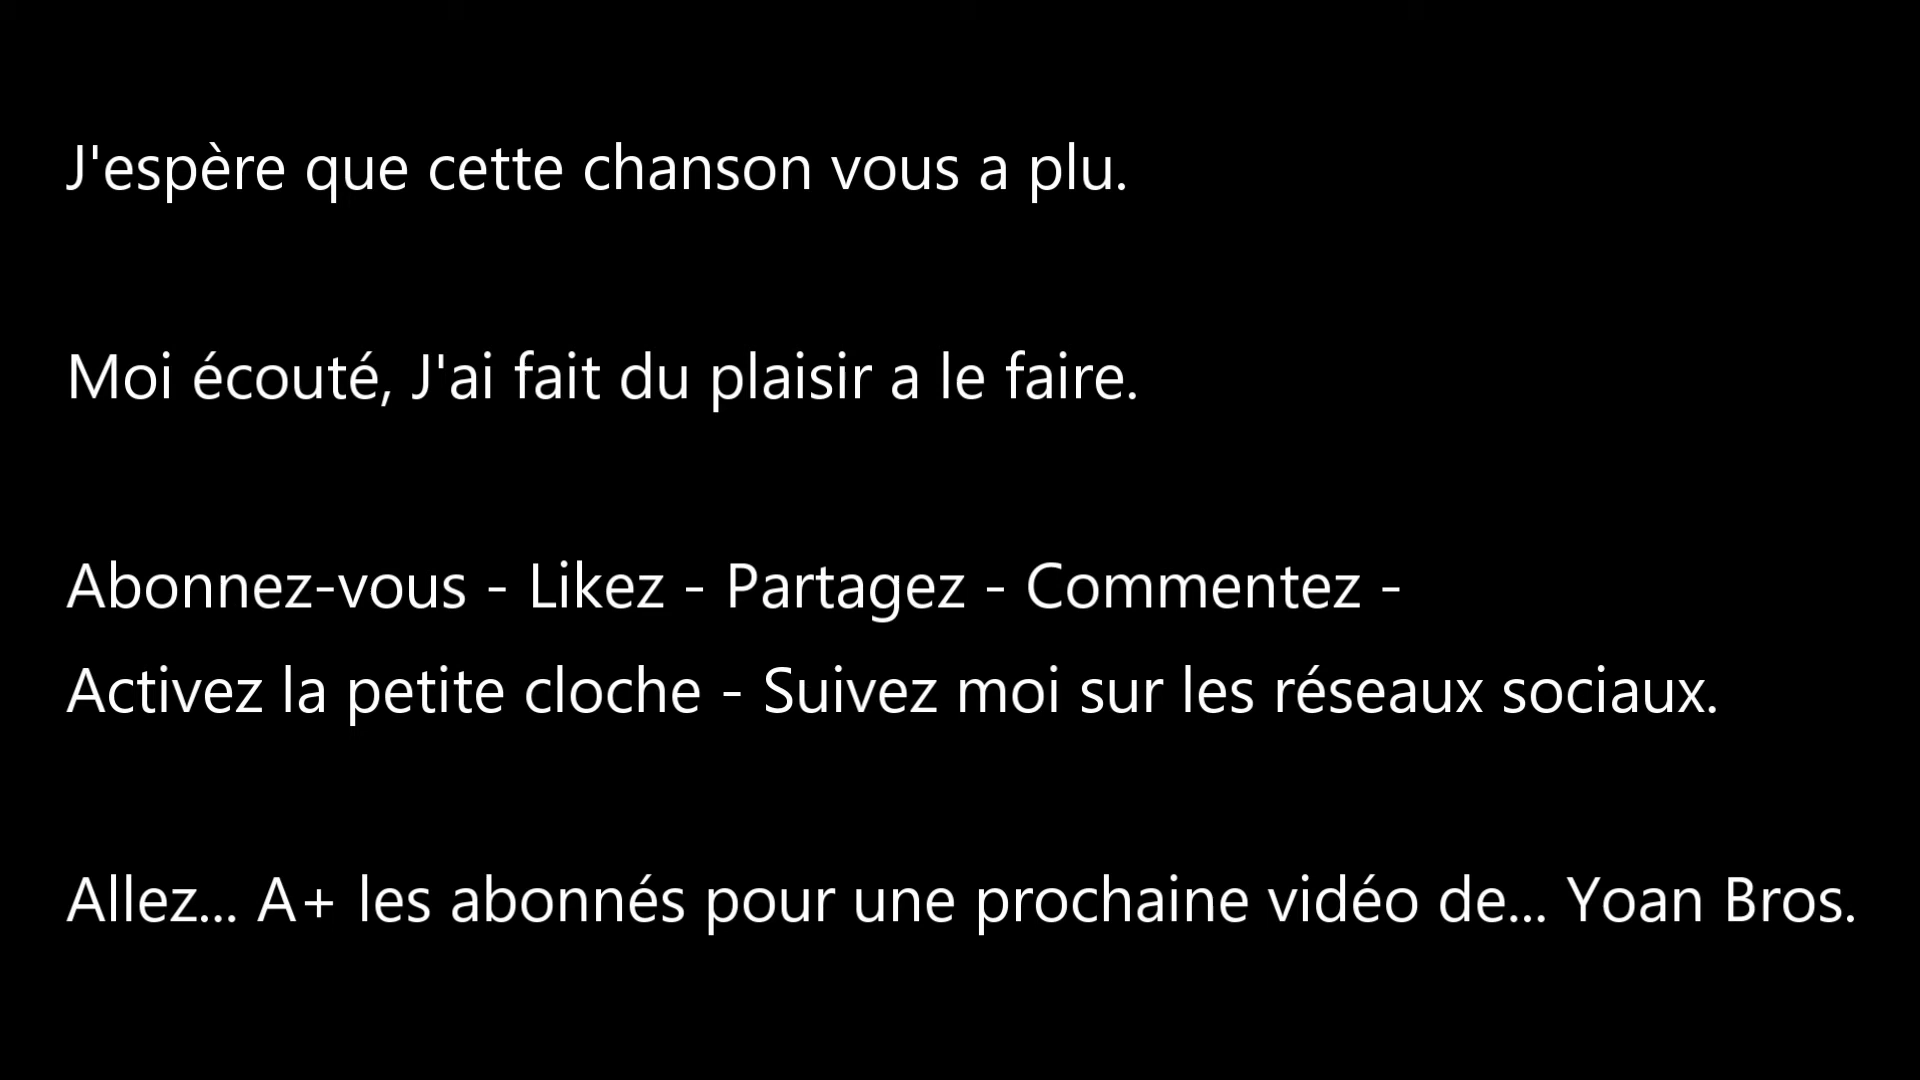 J'espère que cette chanson vous a plu.
Moi écouté, J'ai fait du plaisir a le faire.
Abonnez-vous - Likez - Partagez - Commentez -
Activez la petite cloche - Suivez moi sur les réseaux sociaux.
Allez... A+ les abonnés pour une prochaine vidéo de... Yoan Bros.